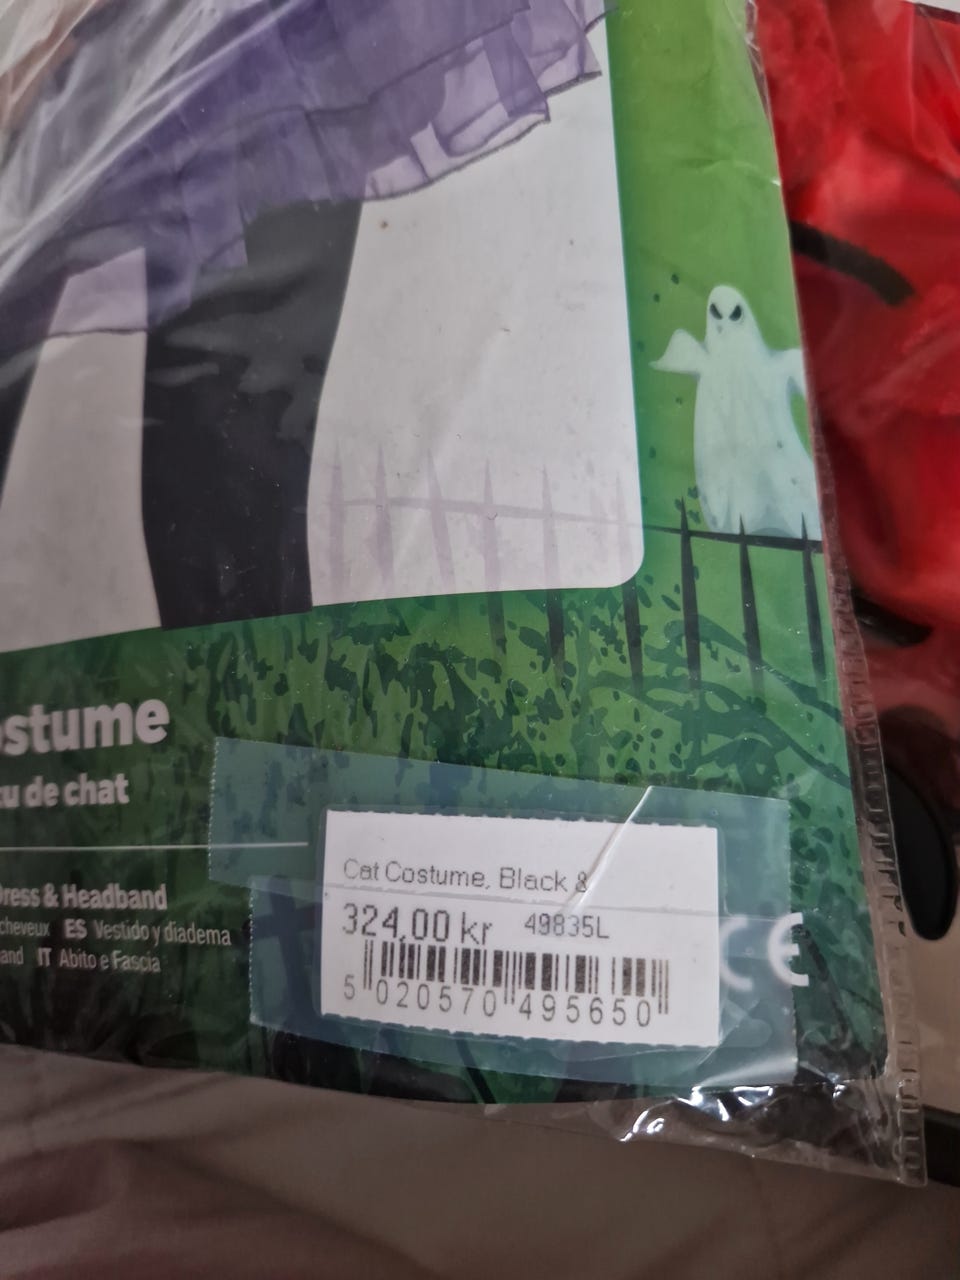 ostume
u de chat
Dress & Headband
cheveux ES Vestido y diadema
and IT Abito e Fascia
Cat Costume, Black &
324,00 kr 49835L
5 020570 495650
CE